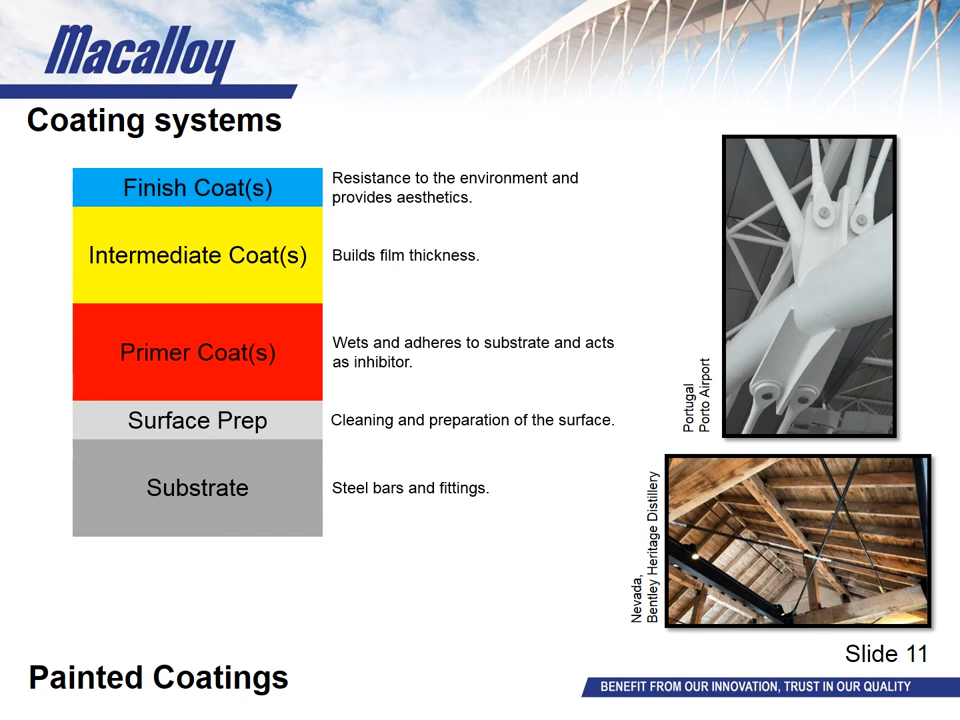 Macalloy
Coating systems
Finish Coat(s)
Resistance to the environment and
provides aesthetics.
Intermediate Coat(s)
Builds film thickness.
Primer Coat(s)
Wets and adheres to substrate and acts
as inhibitor.
Surface Prep
Cleaning and preparation of the surface.
Substrate
Steel bars and fittings.
Portugal
Porto Airport
Nevada,
Bentley Heritage Distillery
Slide 11
Painted Coatings
BENEFIT FROM OUR INNOVATION, TRUST IN OUR QUALITY